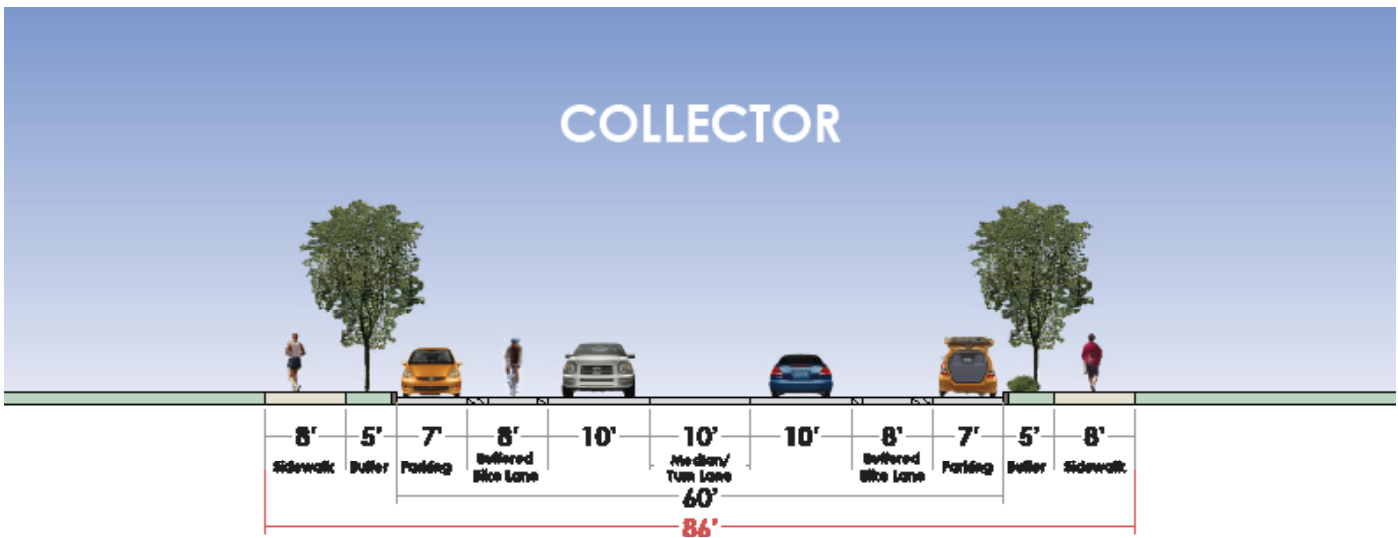 COLLECTOR
8' 5' 7' 8' 10' 10' 10' 8' 7' 5' 8'
Sidewalk Buffer Parking Buffered Bike Lane Median/ Turn Lane Buffered Bike Lane Parking Buffer Sidewalk
60'
86'